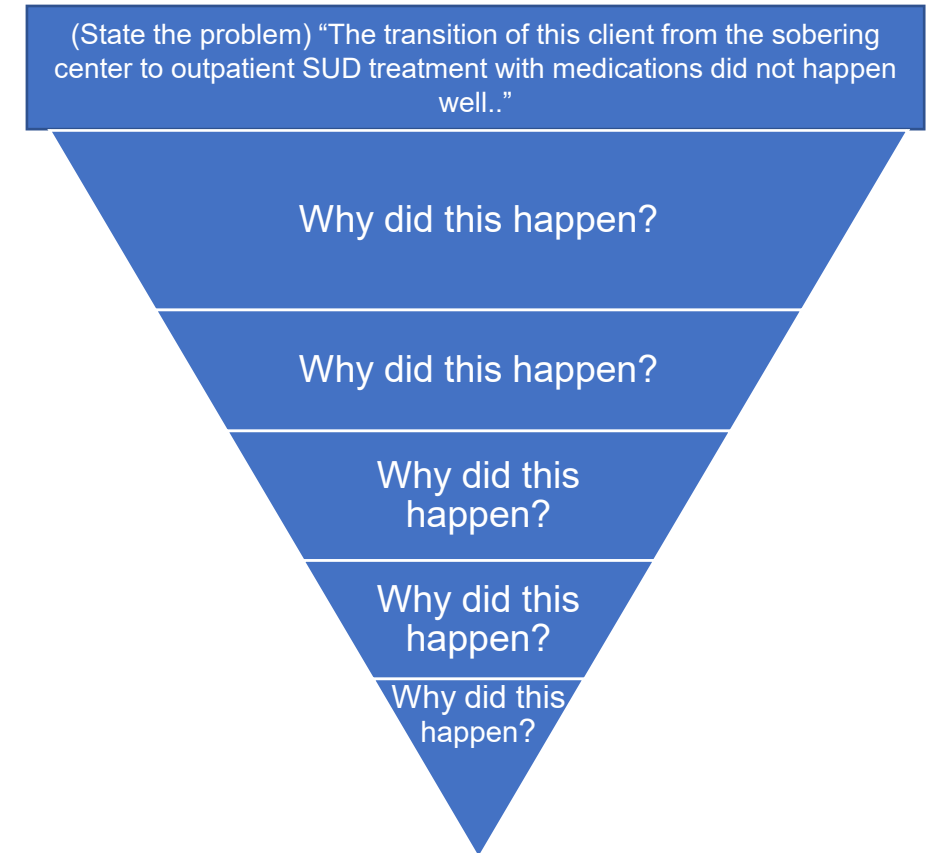 (State the problem) “The transition of this client from the sobering
center to outpatient SUD treatment with medications did not happen
well..”
Why did this happen?
Why did this happen?
Why did this
happen?
Why did this
happen?
Why did this
happen?